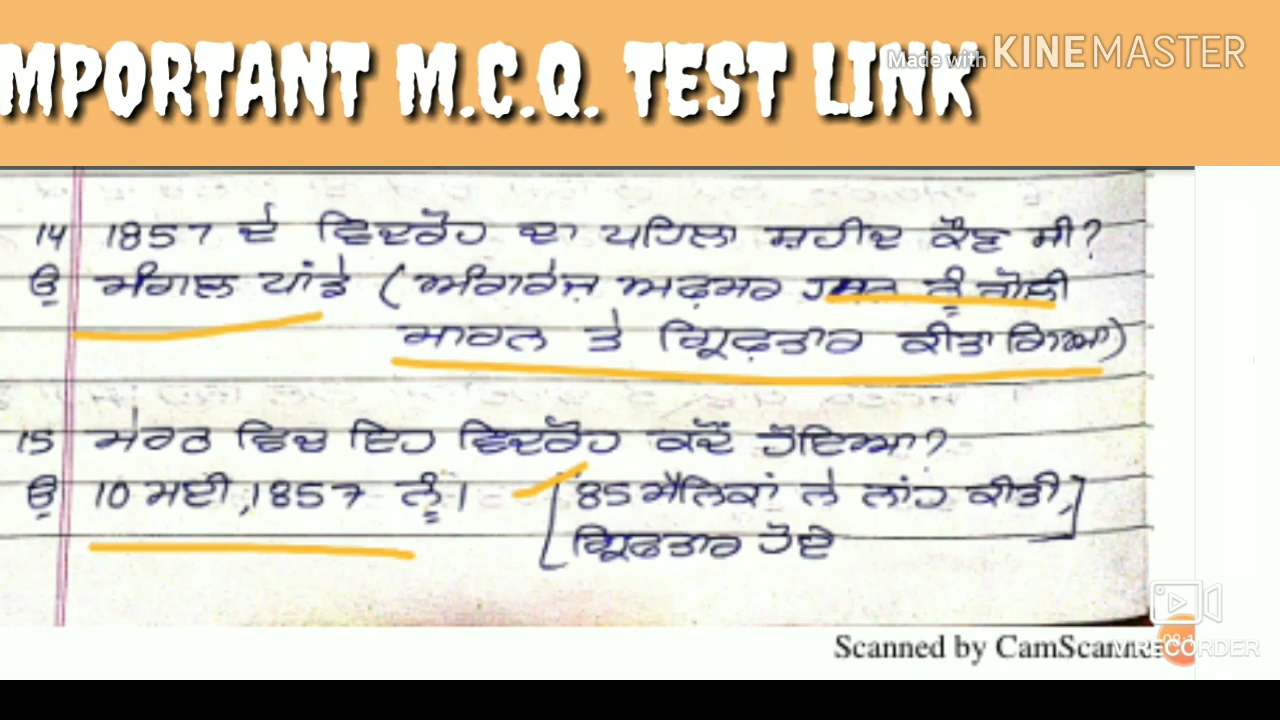 MPORTANT M.C.Q. TEST LINK
Made with KINEMASTER
14 1857 ਦੇ ਵਿਦਰੋਹ ਦਾ ਪਹਿਲਾ ਸ਼ਹੀਦ ਕੌਣ ਸੀ?
ਉ ਮੰਗਲ ਪਾਂਡੇ (ਅੰਗਰੇਜ਼ ਅਫ਼ਸਰ ਨੂੰ ਗੋਲੀ
ਮਾਰਨ ਤੇ ਗ੍ਰਿਫ਼ਤਾਰ ਕੀਤਾ ਗਿਆ)
15 ਮੇਰਠ ਵਿਚ ਇਹ ਵਿਦਰੋਹ ਕਦੋਂ ਹੋਇਆ?
ਉ 10 ਮਈ, 1857 ਨੂੰ। [85 ਸੈਨਿਕਾਂ ਨੇ ਨਾਂਹ ਕੀਤੀ,]
ਗ੍ਰਿਫਤਾਰ ਹੋਏ
Scanned by CamScanner